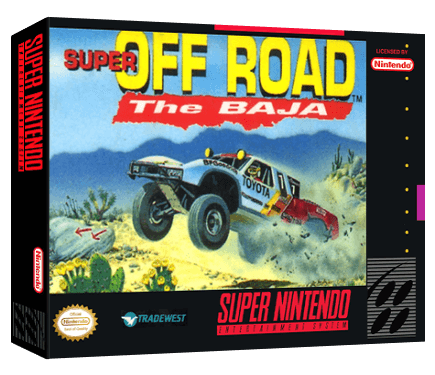 SUPER NINTENDO
Nintendo
SUPER OFF ROAD
TM
The BAJA
LICENSED BY
Nintendo
TOYOTA
Official
Nintendo
Seal of Quality
TRADEWEST
SUPER NINTENDO
ENTERTAINMENT SYSTEM